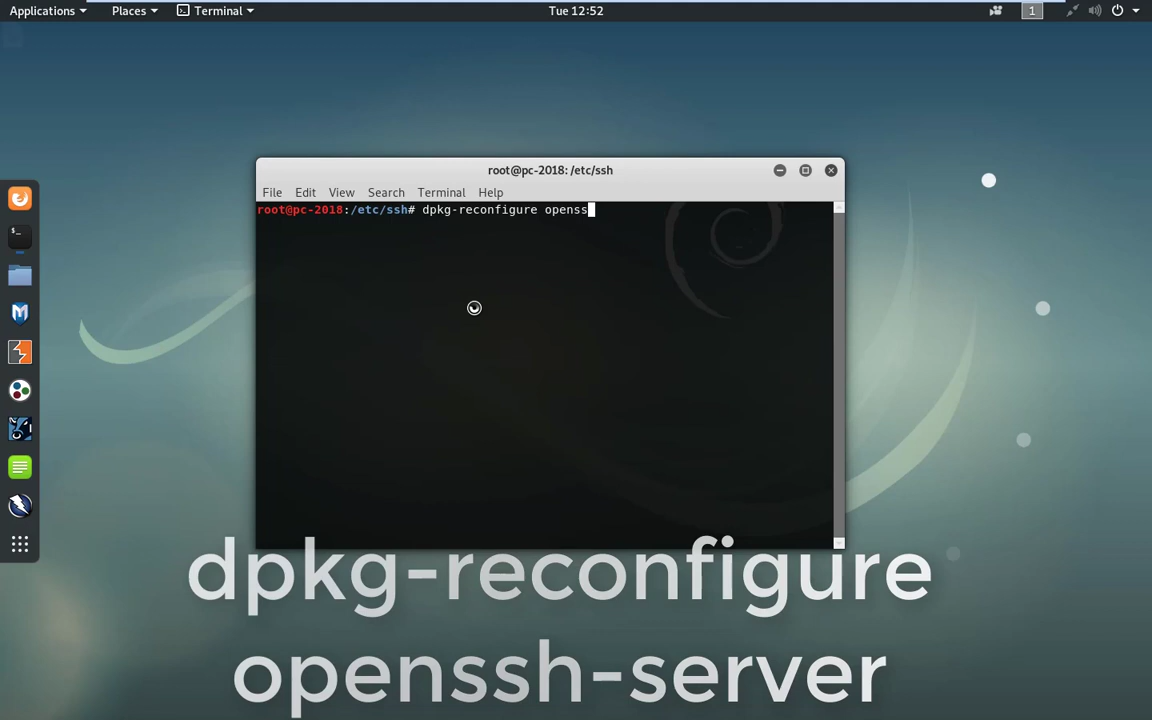 Applications Places Terminal Tue 12:52 1
root@pc-2018: /etc/ssh
File Edit View Search Terminal Help
root@pc-2018:/etc/ssh# dpkg-reconfigure openss
dpkg-reconfigure
openssh-server